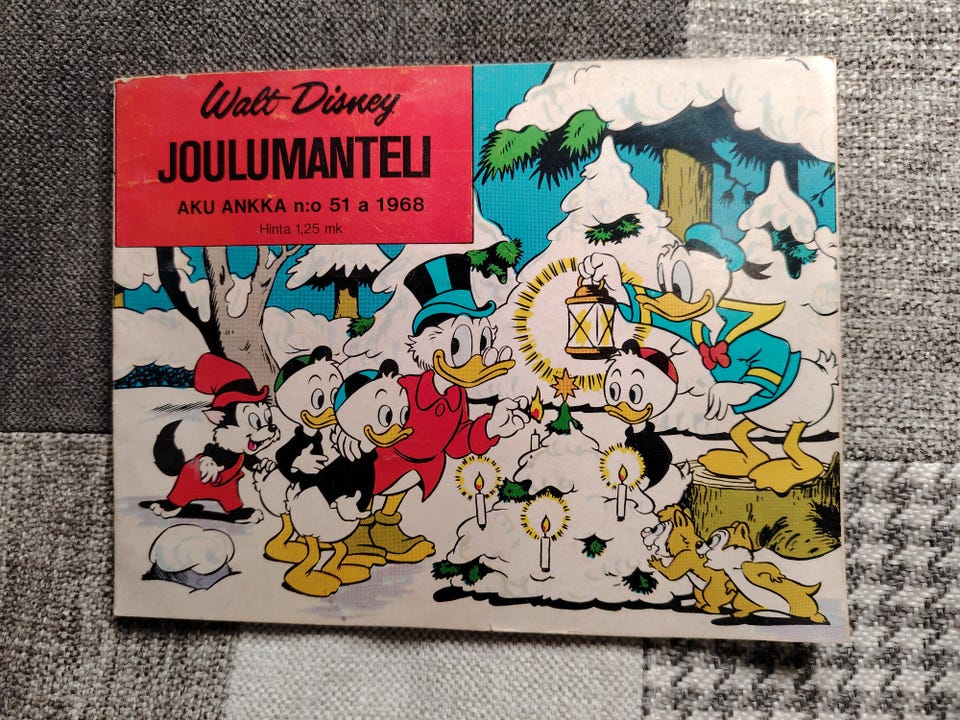 Walt Disney
JOULUMANTELI
AKU ANKKA n:o 51 a 1968
Hinta 1,25 mk